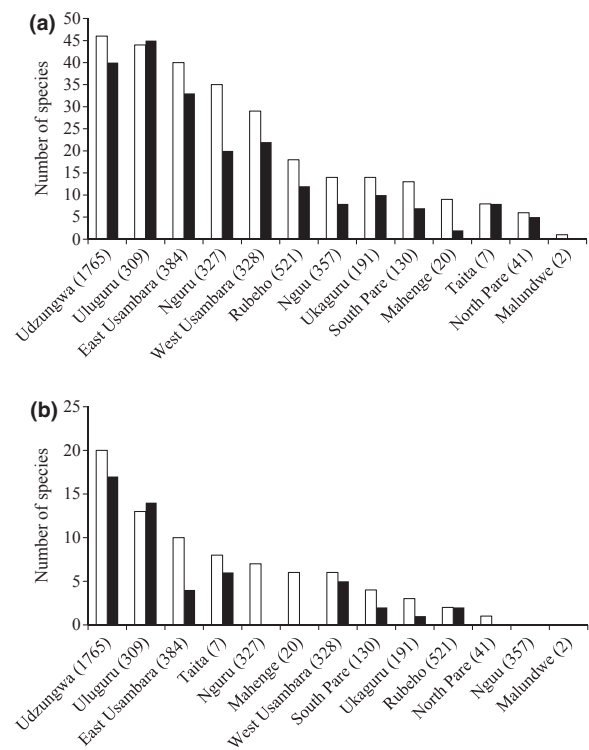 (a)
Number of species
50
45
40
35
30
25
20
15
10
5
0
Udzungwa (1765)
Uluguru (309)
East Usambara (384)
Nguru (327)
West Usambara (328)
Rubeho (521)
Nguu (357)
Ukaguru (191)
South Pare (130)
Mahenge (20)
Taita (7)
North Pare (41)
Malundwe (2)
(b)
Number of species
25
20
15
10
5
0
Udzungwa (1765)
Uluguru (309)
East Usambara (384)
Taita (7)
Nguru (327)
Mahenge (20)
West Usambara (328)
South Pare (130)
Ukaguru (191)
Rubeho (521)
North Pare (41)
Nguu (357)
Malundwe (2)